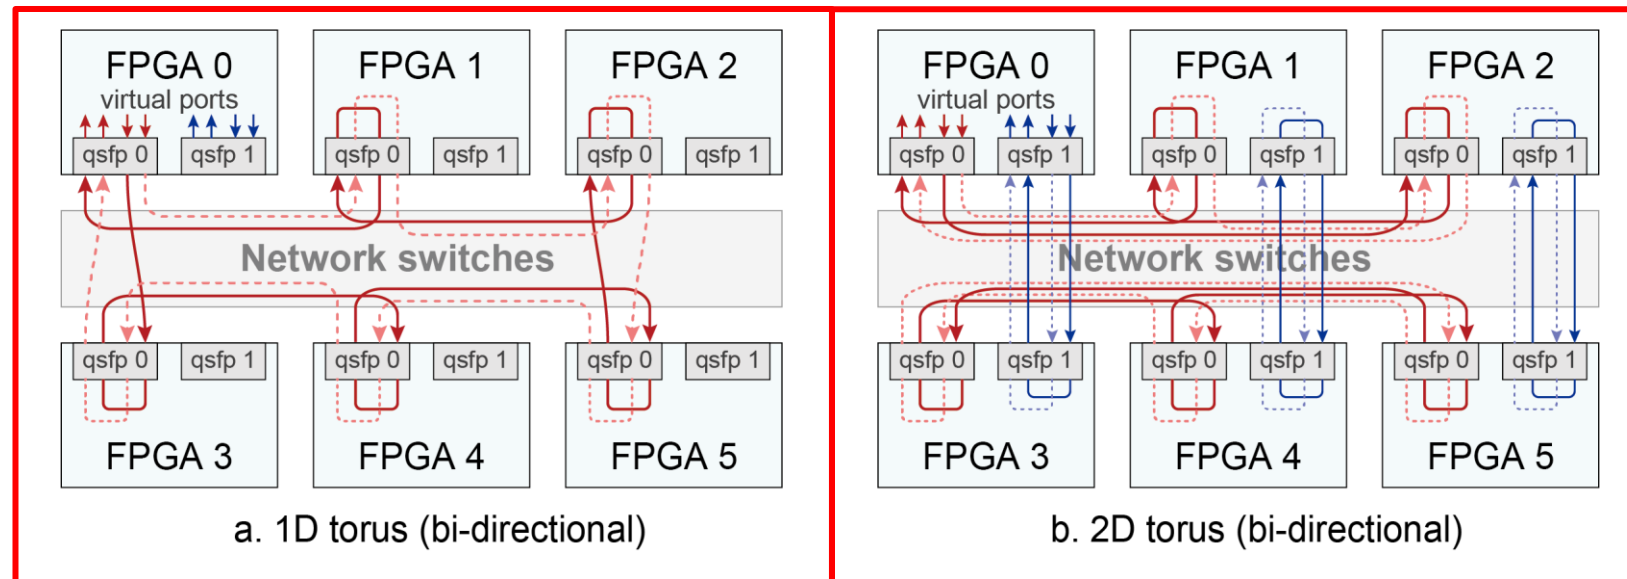 FPGA 0
virtual ports
qsfp 0 qsfp 1
FPGA 1
qsfp 0 qsfp 1
FPGA 2
qsfp 0 qsfp 1
Network switches
qsfp 0 qsfp 1
FPGA 3
qsfp 0 qsfp 1
FPGA 4
qsfp 0 qsfp 1
FPGA 5
a. 1D torus (bi-directional)
FPGA 0
virtual ports
qsfp 0 qsfp 1
FPGA 1
qsfp 0 qsfp 1
FPGA 2
qsfp 0 qsfp 1
Network switches
qsfp 0 qsfp 1
FPGA 3
qsfp 0 qsfp 1
FPGA 4
qsfp 0 qsfp 1
FPGA 5
b. 2D torus (bi-directional)